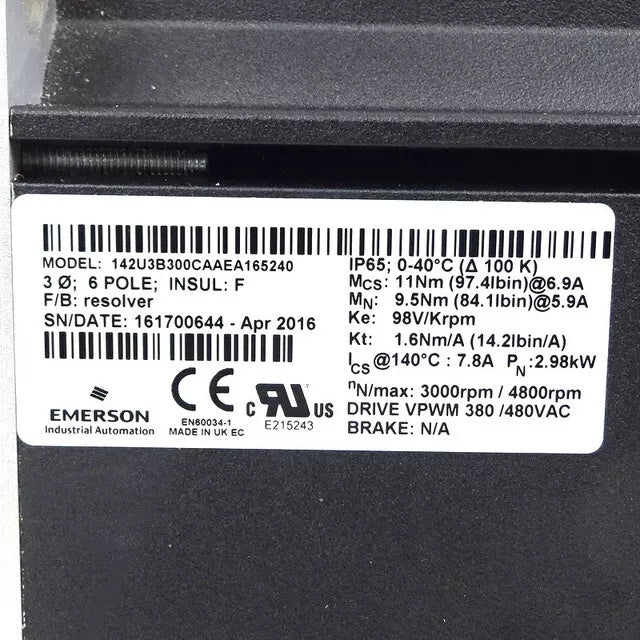 MODEL: 142U3B300CAAEA165240
3 Ø; 6 POLE; INSUL: F
F/B: resolver
SN/DATE: 161700644 - Apr 2016
EMERSON
Industrial Automation
CE
EN60034-1
MADE IN UK EC
c RU US
E215243
IP65; 0-40°C (Δ 100 K)
MCS: 11Nm (97.4lbin)@6.9A
MN: 9.5Nm (84.1lbin)@5.9A
Ke: 98V/Krpm
Kt: 1.6Nm/A (14.2lbin/A)
ICS @140°C : 7.8A PN:2.98kW
nN/max: 3000rpm / 4800rpm
DRIVE VPWM 380 /480VAC
BRAKE: N/A